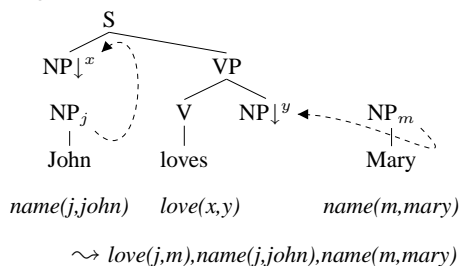 S
NP↓x VP
NPj V NP↓y NPm
John loves Mary
name(j,john) love(x,y) name(m,mary)
⤳ love(j,m),name(j,john),name(m,mary)